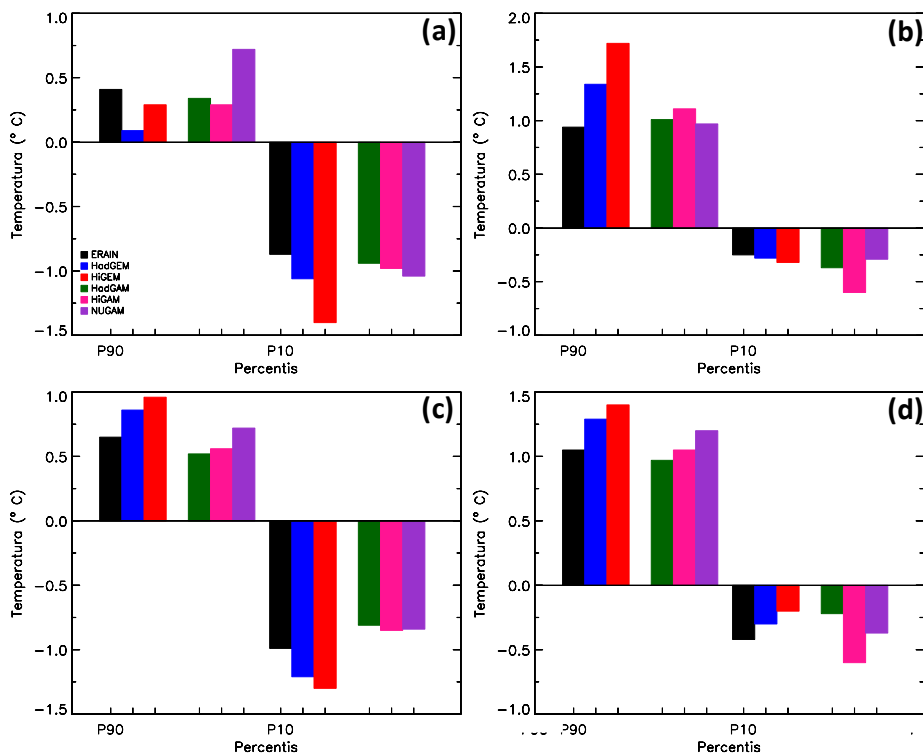 (a)
1.0
0.5
0.0
−0.5
−1.0
−1.5
Temperatura (° C)
ERAIN
HadGEM
HiGEM
HadGAM
HiGAM
NUGAM
P90 P10
Percentis
(b)
2.0
1.5
1.0
0.5
0.0
−0.5
−1.0
Temperatura (° C)
P90 P10
Percentis
(c)
1.0
0.5
0.0
−0.5
−1.0
−1.5
Temperatura (° C)
P90 P10
Percentis
(d)
1.5
1.0
0.5
0.0
−0.5
−1.0
Temperatura (° C)
P90 P10
Percentis